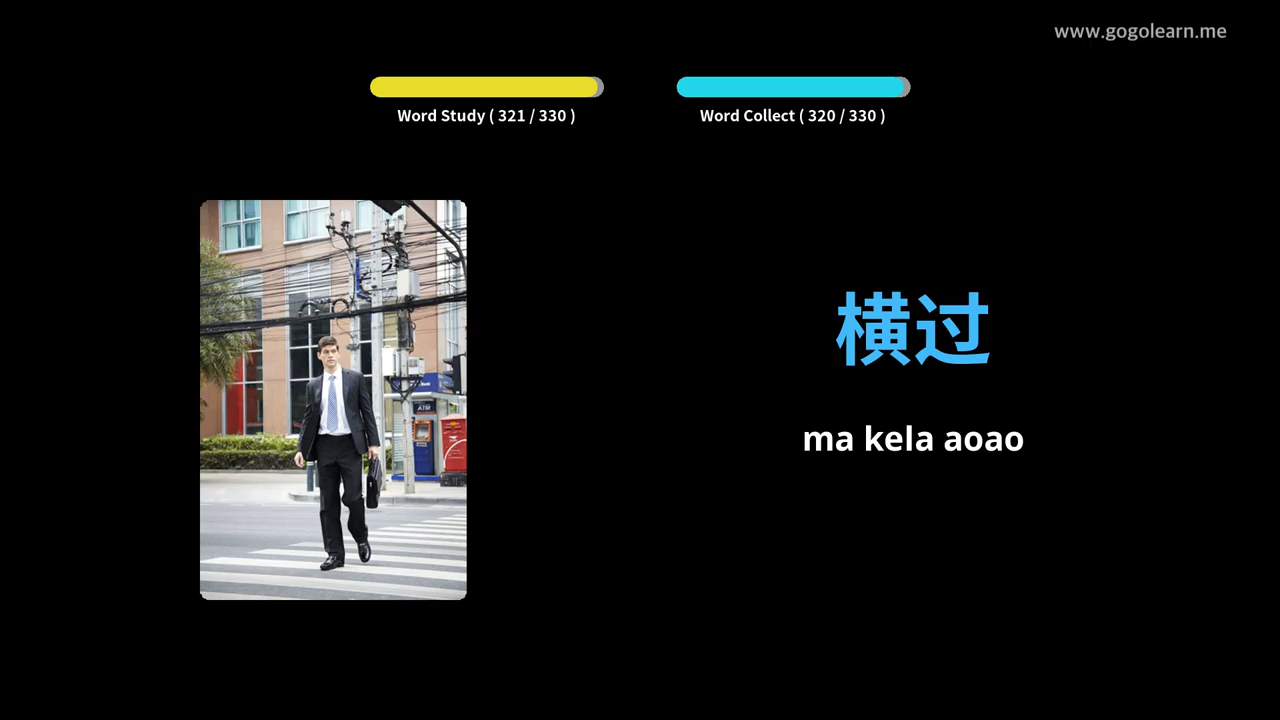 www.gogolearn.me
Word Study ( 321 / 330 )
Word Collect ( 320 / 330 )
横过
ma kela aoao
ATM